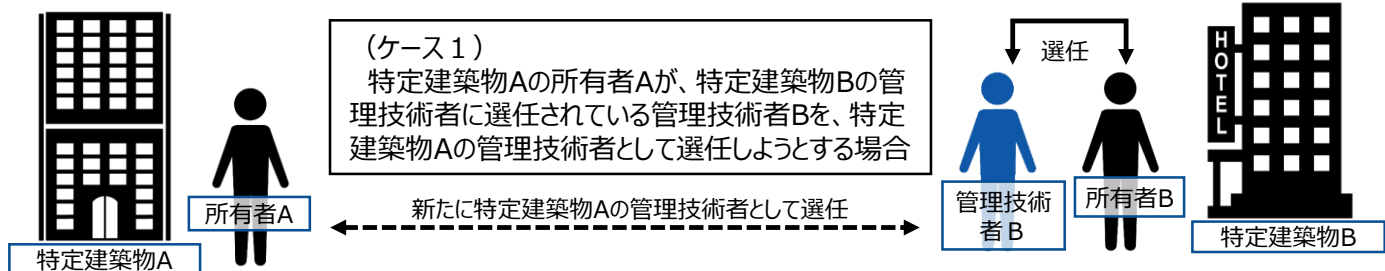 （ケース１）
特定建築物Aの所有者Aが、特定建築物Bの管
理技術者に選任されている管理技術者Bを、特定
建築物Aの管理技術者として選任しようとする場合
選任
HOTEL
所有者A
新たに特定建築物Aの管理技術者として選任
管理技術
者Ｂ
所有者B
特定建築物A
特定建築物B